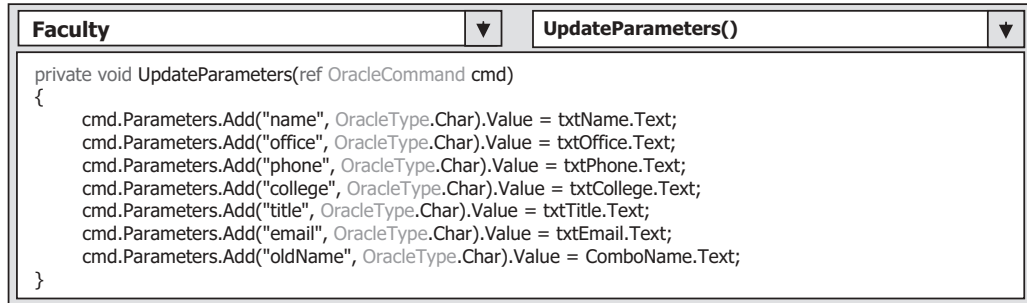 Faculty
UpdateParameters()
private void UpdateParameters(ref OracleCommand cmd)
{
cmd.Parameters.Add("name", OracleType.Char).Value = txtName.Text;
cmd.Parameters.Add("office", OracleType.Char).Value = txtOffice.Text;
cmd.Parameters.Add("phone", OracleType.Char).Value = txtPhone.Text;
cmd.Parameters.Add("college", OracleType.Char).Value = txtCollege.Text;
cmd.Parameters.Add("title", OracleType.Char).Value = txtTitle.Text;
cmd.Parameters.Add("email", OracleType.Char).Value = txtEmail.Text;
cmd.Parameters.Add("oldName", OracleType.Char).Value = ComboName.Text;
}